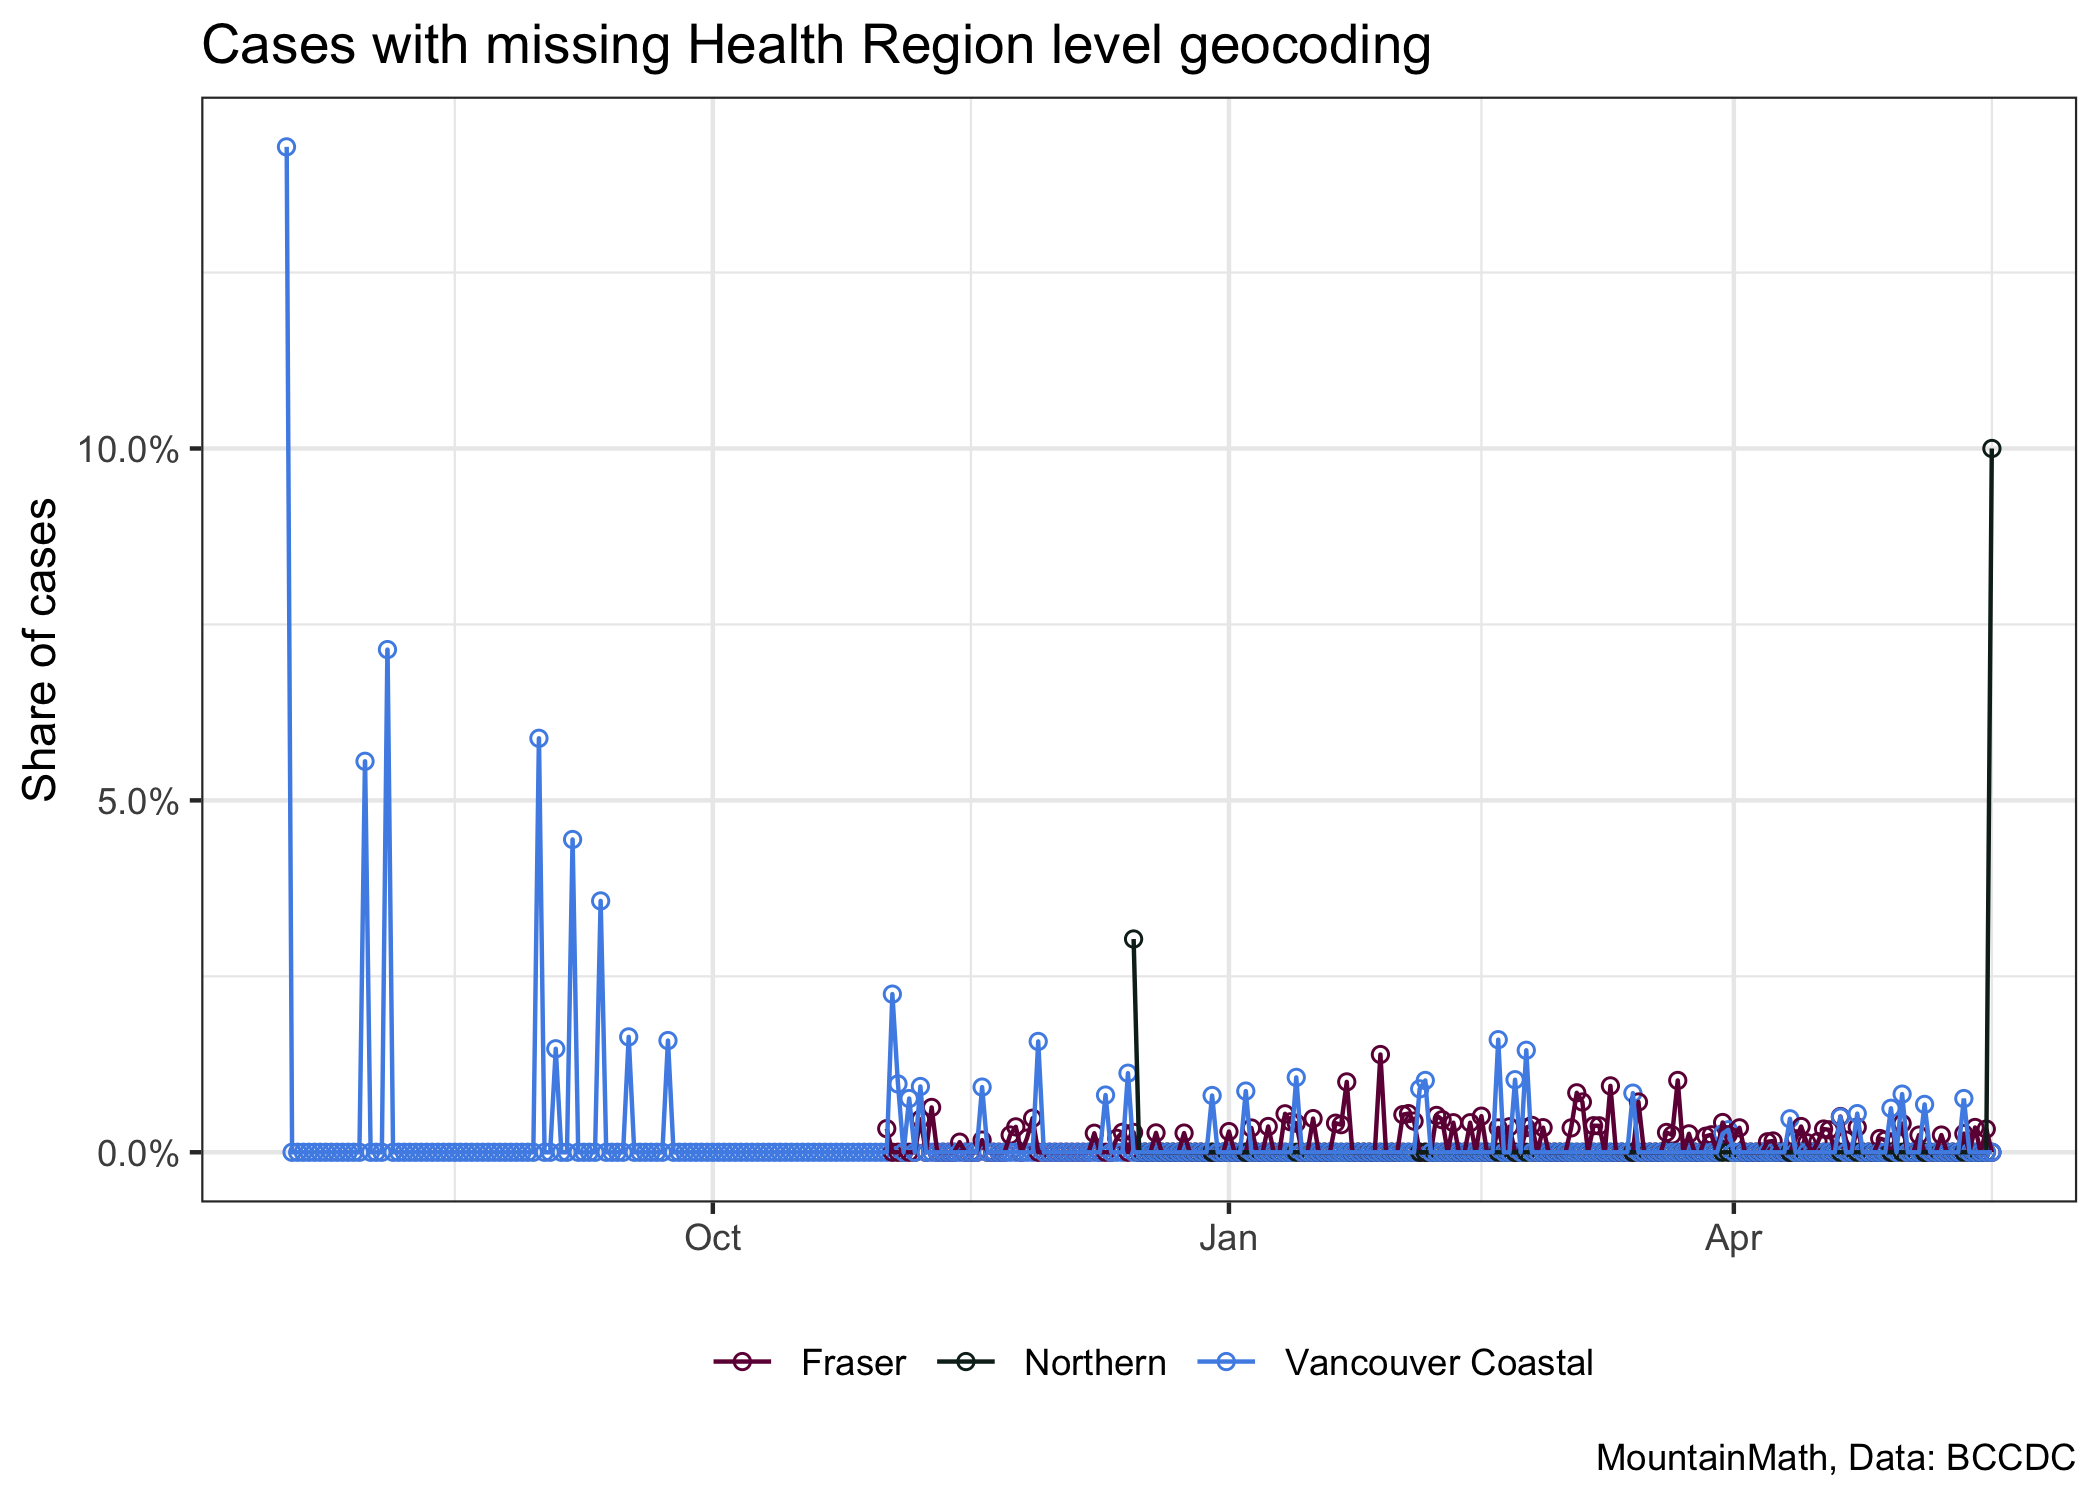 Cases with missing Health Region level geocoding
Share of cases
10.0%
5.0%
0.0%
Oct Jan Apr
Fraser Northern Vancouver Coastal
MountainMath, Data: BCCDC